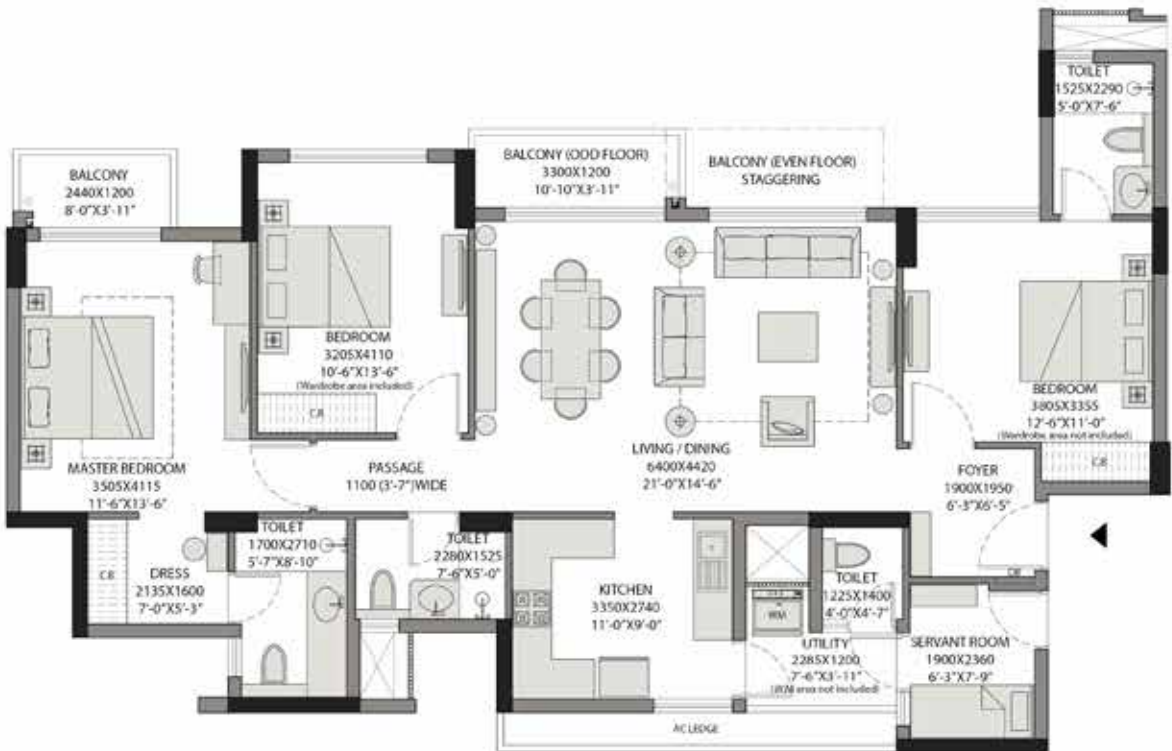 TOILET
1525X2290
5'-0"X7'-6"
BALCONY
2440X1200
8'-0"X3'-11"
BALCONY (ODD FLOOR)
3300X1200
10'-10"X3'-11"
BALCONY (EVEN FLOOR)
STAGGERING
BEDROOM
3205X4110
10'-6"X13'-6"
(Wardrobe area included)
C.B
BEDROOM
3805X3355
12'-6"X11'-0"
(Wardrobe area not included)
C.B
MASTER BEDROOM
3505X4115
11'-6"X13'-6"
PASSAGE
1100 (3'-7") WIDE
LIVING / DINING
6400X4420
21'-0"X14'-6"
FOYER
1900X1950
6'-3"X6'-5"
C.B
DRESS
2135X1600
7'-0"X5'-3"
TOILET
1700X2710
5'-7"X8'-10"
TOILET
2280X1525
7'-6"X5'-0"
KITCHEN
3350X2740
11'-0"X9'-0"
WM
TOILET
1225X1400
4'-0"X4'-7"
UTILITY
2285X1200
7'-6"X3'-11"
(WM area not included)
SERVANT ROOM
1900X2360
6'-3"X7'-9"
AC LEDGE